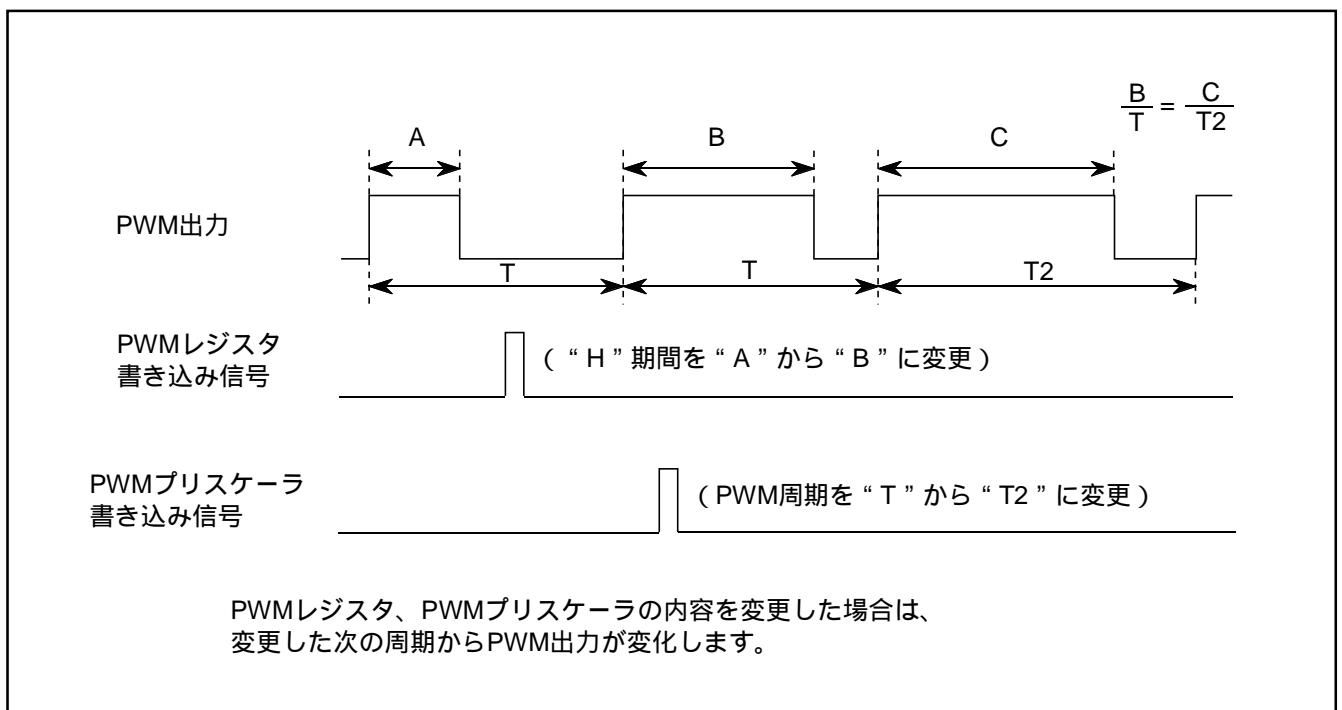 B/T = C/T2
A
B
C
PWM出力
T
T
T2
PWMレジスタ
書き込み信号
( “ H ” 期間を “ A ” から “ B ” に変更 )
PWMプリスケーラ
書き込み信号
( PWM周期を “ T ” から “ T2 ” に変更 )
PWMレジスタ、PWMプリスケーラの内容を変更した場合は、
変更した次の周期からPWM出力が変化します。